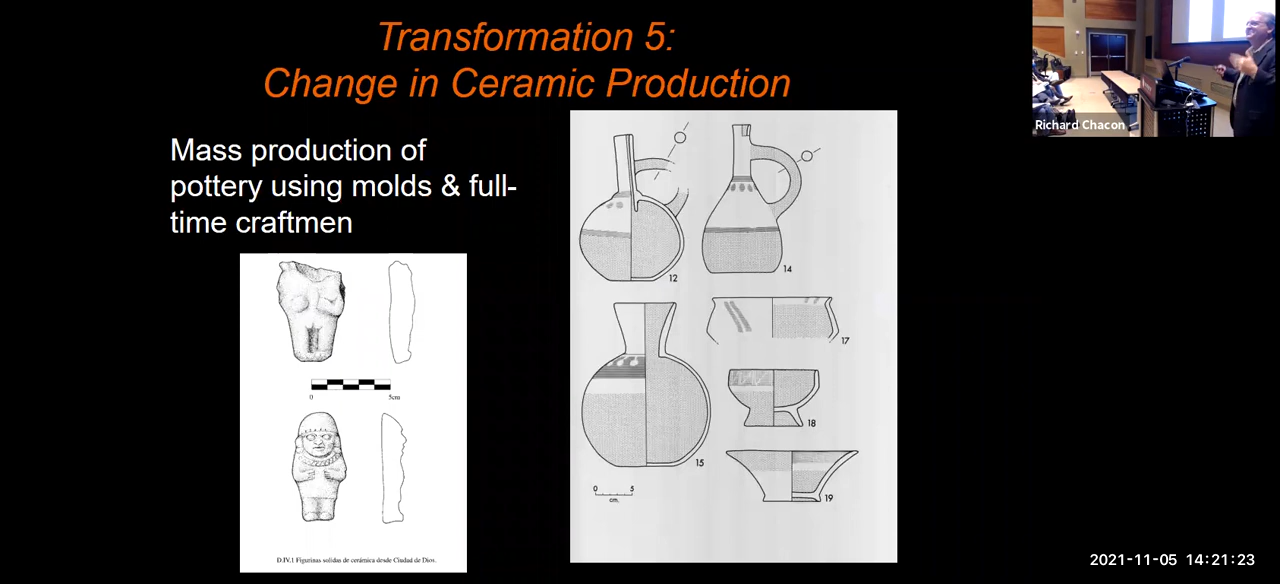 Transformation 5:
Change in Ceramic Production
Mass production of
pottery using molds & full-
time craftmen
0 5cm
D.IV.1 Figurinas solidas de cerámica desde Ciudad de Dios.
12
14
17
15
18
19
0 5
cm.
Richard Chacon
2021-11-05 14:21:23